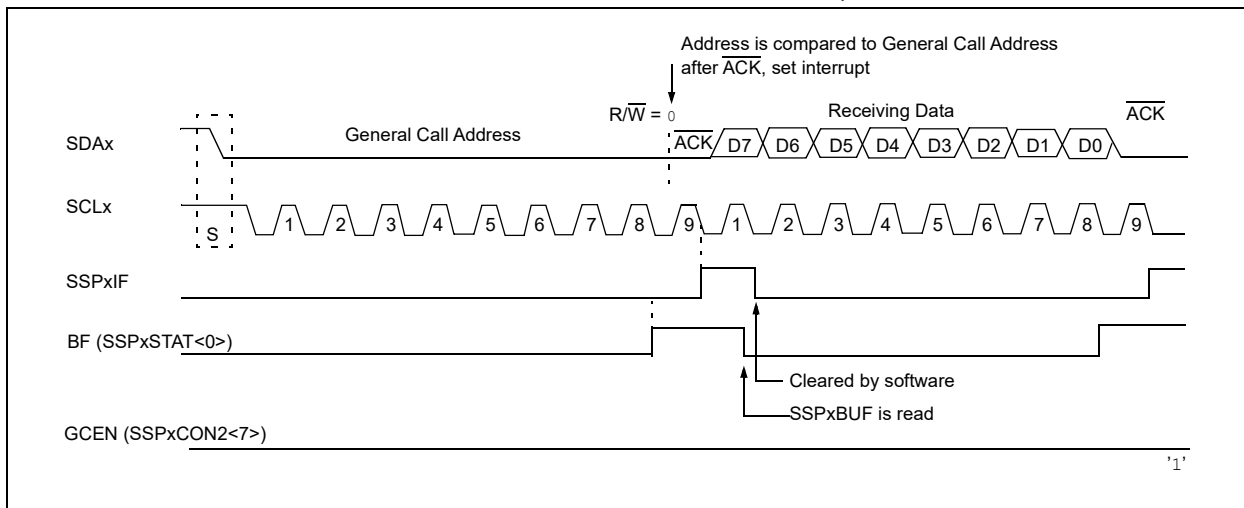 Address is compared to General Call Address
after ACK, set interrupt
R/W = 0
Receiving Data
ACK
General Call Address
SDAx
ACK D7 D6 D5 D4 D3 D2 D1 D0
SCLx
S
1 2 3 4 5 6 7 8 9 1 2 3 4 5 6 7 8 9
SSPxIF
BF (SSPxSTAT<0>)
Cleared by software
SSPxBUF is read
GCEN (SSPxCON2<7>)
'1'